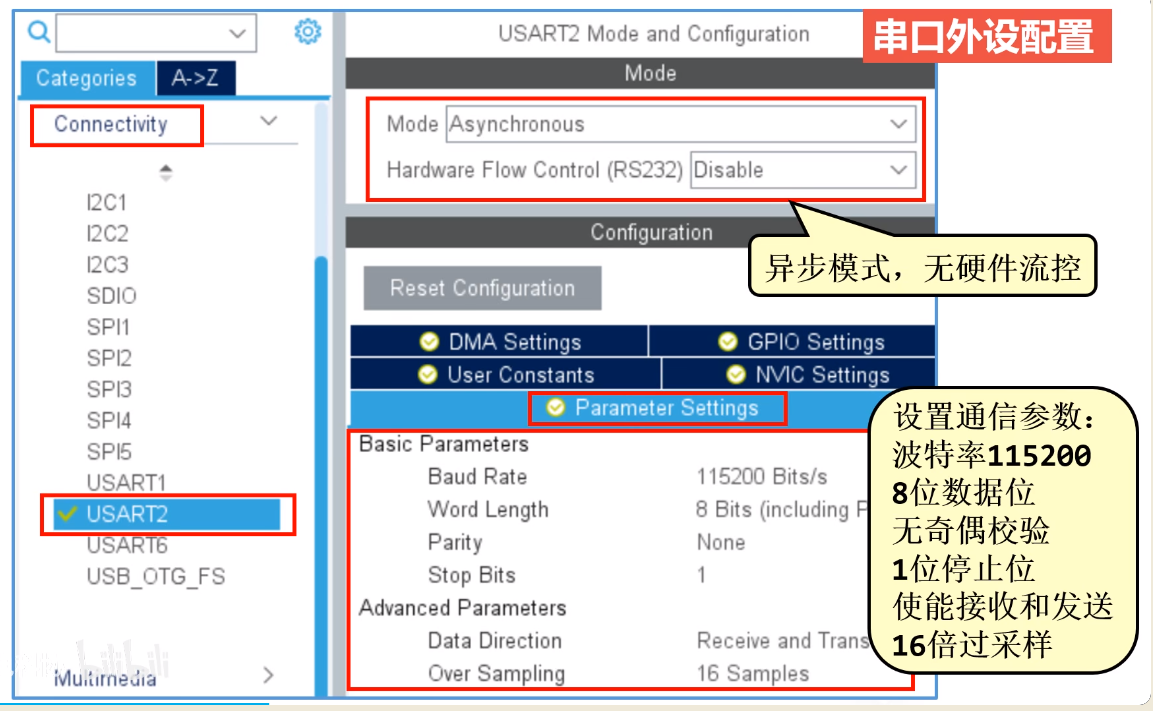 USART2 Mode and Configuration
串口外设配置
Categories
A->Z
Connectivity
I2C1
I2C2
I2C3
SDIO
SPI1
SPI2
SPI3
SPI4
SPI5
USART1
USART2
USART6
USB_OTG_FS
Multimedia
bilibili
Mode
Mode Asynchronous
Hardware Flow Control (RS232) Disable
异步模式，无硬件流控
Configuration
Reset Configuration
DMA Settings
GPIO Settings
User Constants
NVIC Settings
Parameter Settings
Basic Parameters
Baud Rate 115200 Bits/s
Word Length 8 Bits (including
Parity None
Stop Bits 1
Advanced Parameters
Data Direction Receive and Trans
Over Sampling 16 Samples
设置通信参数：
波特率115200
8位数据位
无奇偶校验
1位停止位
使能接收和发送
16倍过采样